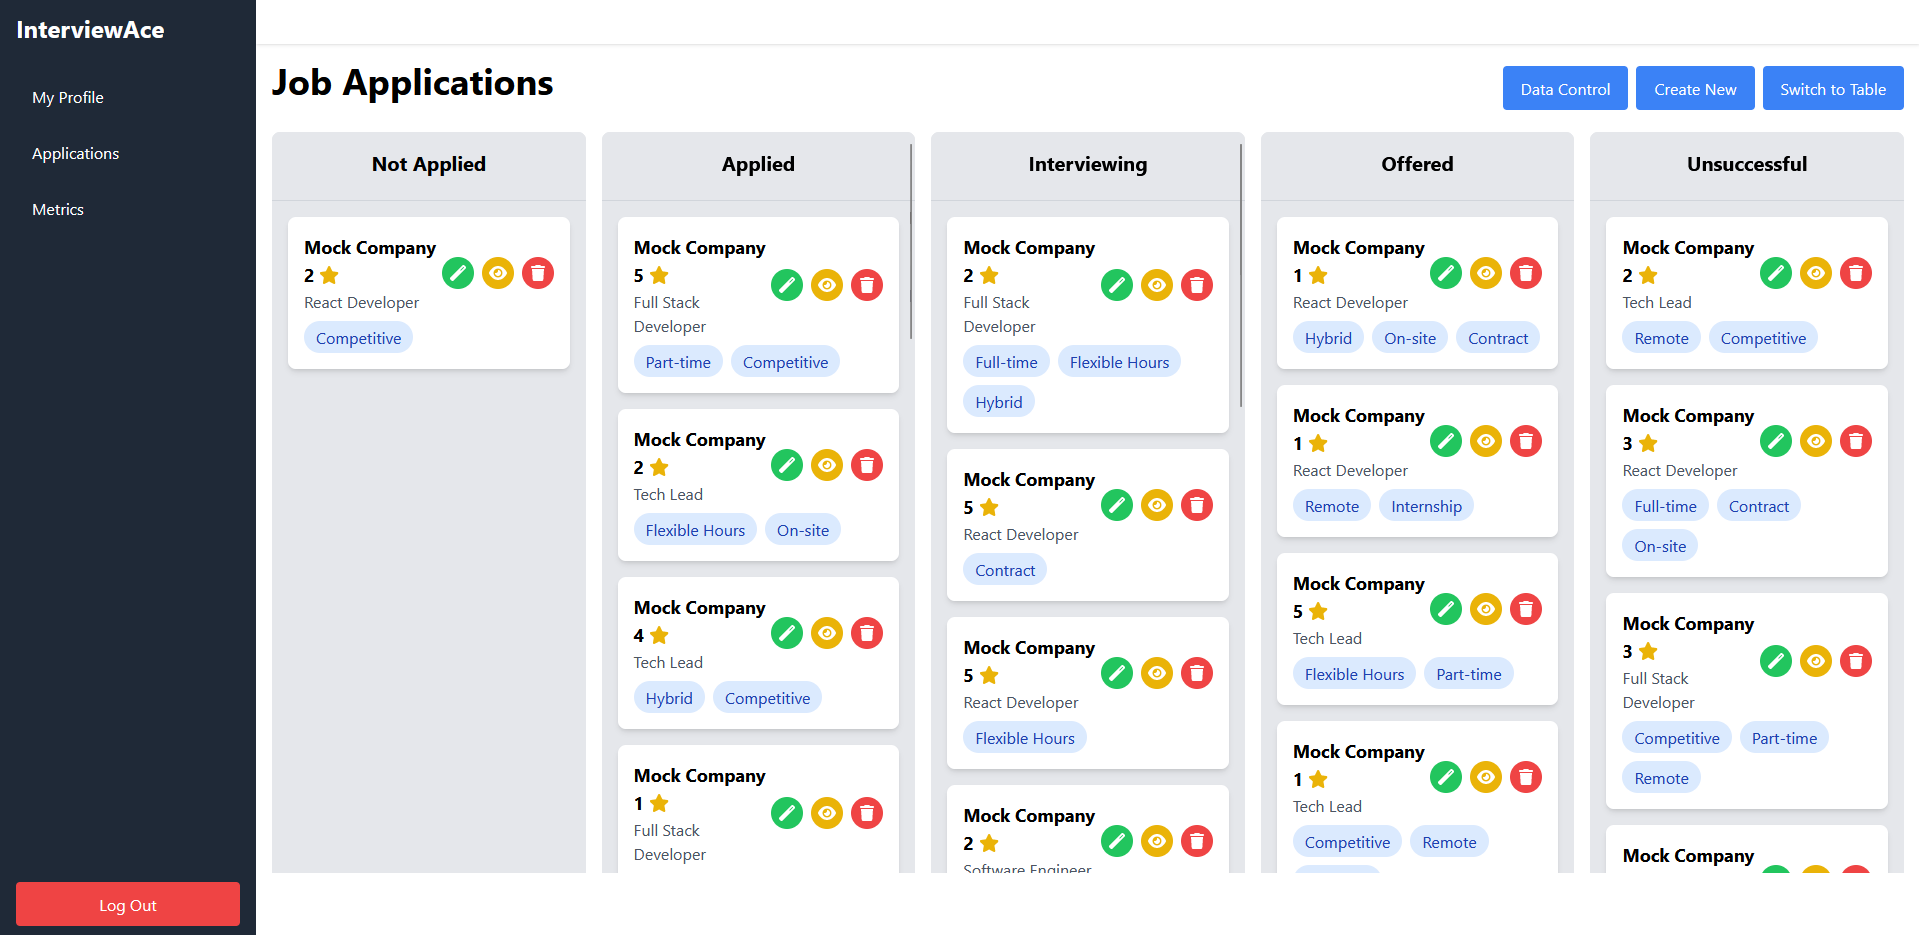 InterviewAce
My Profile
Applications
Metrics
Log Out
Job Applications
Data Control
Create New
Switch to Table
Not Applied
Mock Company
2
React Developer
Competitive
Applied
Mock Company
5
Full Stack
Developer
Part-time Competitive
Mock Company
2
Tech Lead
Flexible Hours On-site
Mock Company
4
Tech Lead
Hybrid Competitive
Mock Company
1
Full Stack
Developer
Interviewing
Mock Company
2
Full Stack
Developer
Full-time Flexible Hours
Hybrid
Mock Company
5
React Developer
Contract
Mock Company
5
React Developer
Flexible Hours
Mock Company
2
Software Engineer
Offered
Mock Company
1
React Developer
Hybrid On-site Contract
Mock Company
1
React Developer
Remote Internship
Mock Company
5
Tech Lead
Flexible Hours Part-time
Mock Company
1
Tech Lead
Competitive Remote
Unsuccessful
Mock Company
2
Tech Lead
Remote Competitive
Mock Company
3
React Developer
Full-time Contract
On-site
Mock Company
3
Full Stack
Developer
Competitive Part-time
Remote
Mock Company